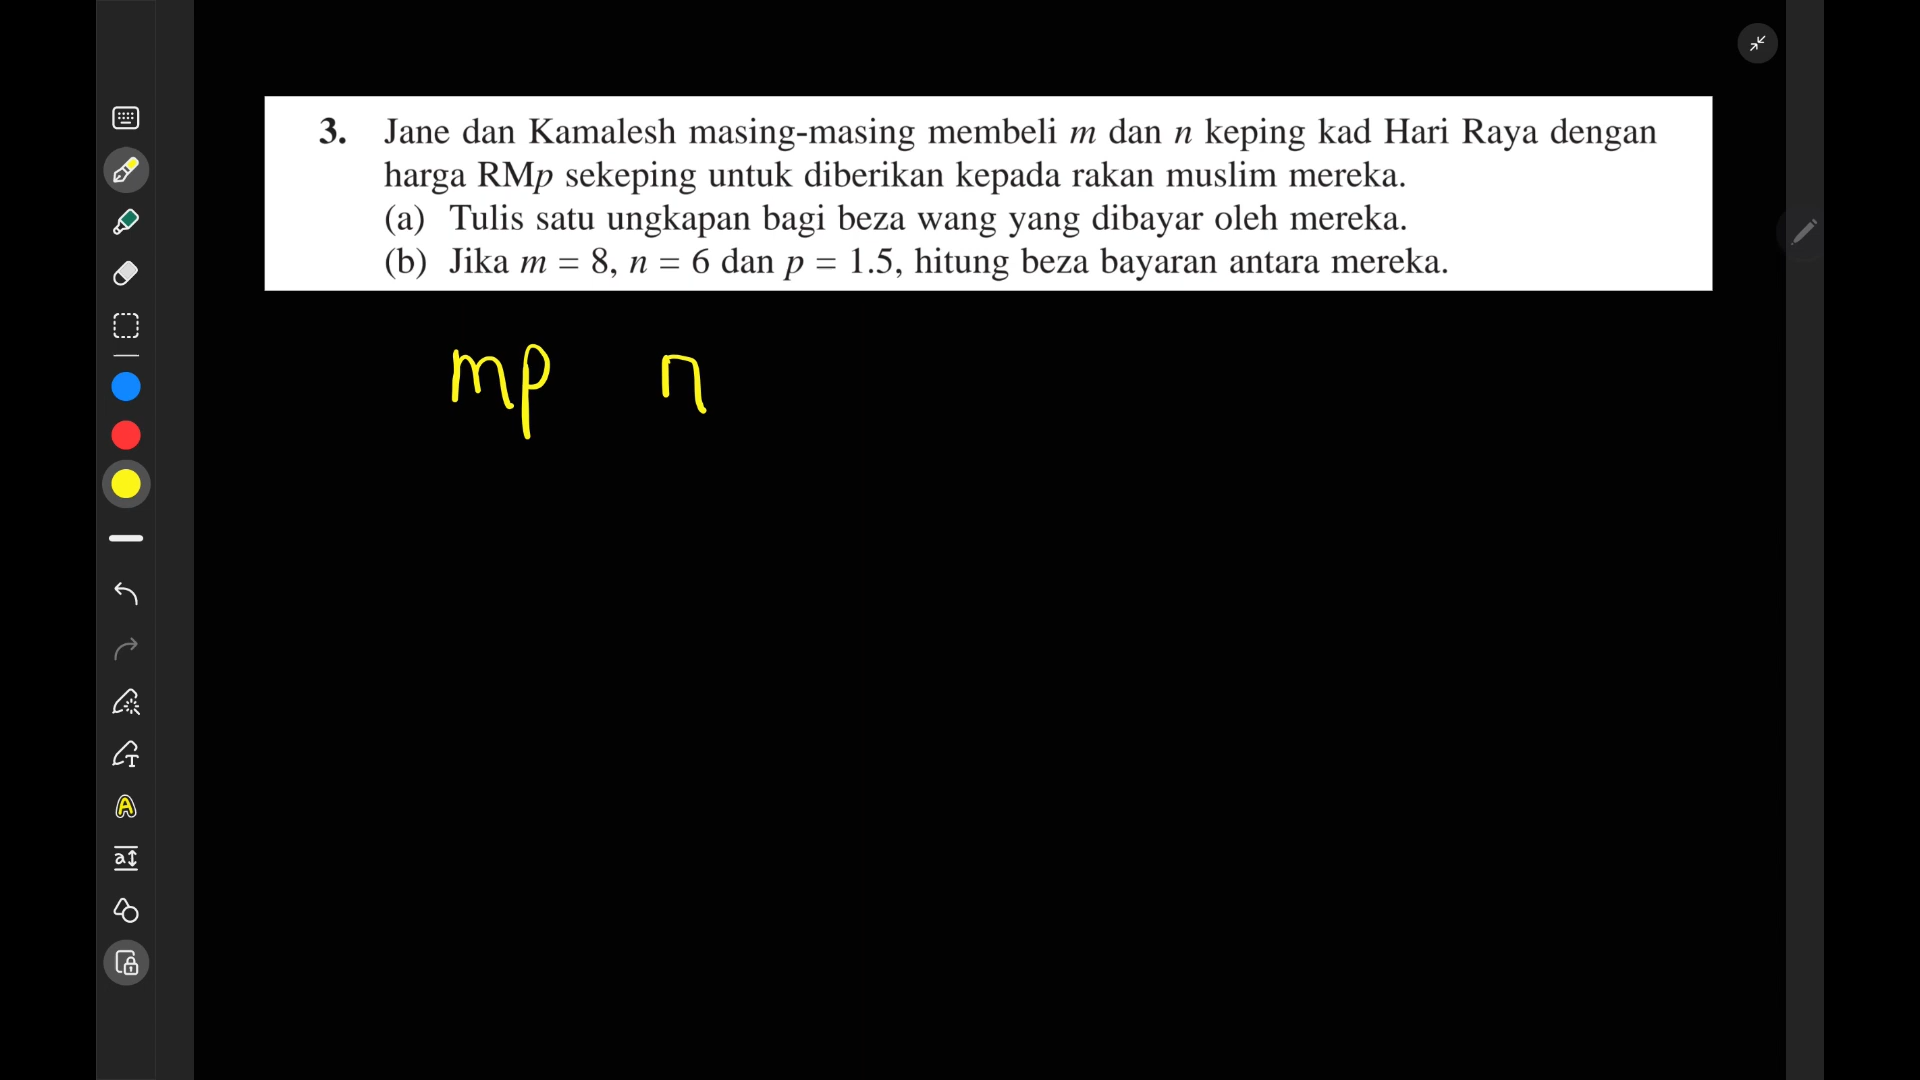 3. Jane dan Kamalesh masing-masing membeli m dan n keping kad Hari Raya dengan
harga RMp sekeping untuk diberikan kepada rakan muslim mereka.
(a) Tulis satu ungkapan bagi beza wang yang dibayar oleh mereka.
(b) Jika m = 8, n = 6 dan p = 1.5, hitung beza bayaran antara mereka.
mp n